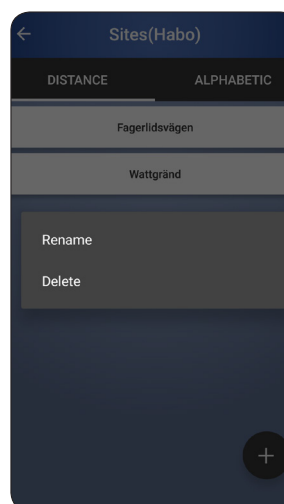 Sites(Habo)
DISTANCE ALPHABETIC
Fagerlidsvägen
Wattgränd
Rename
Delete